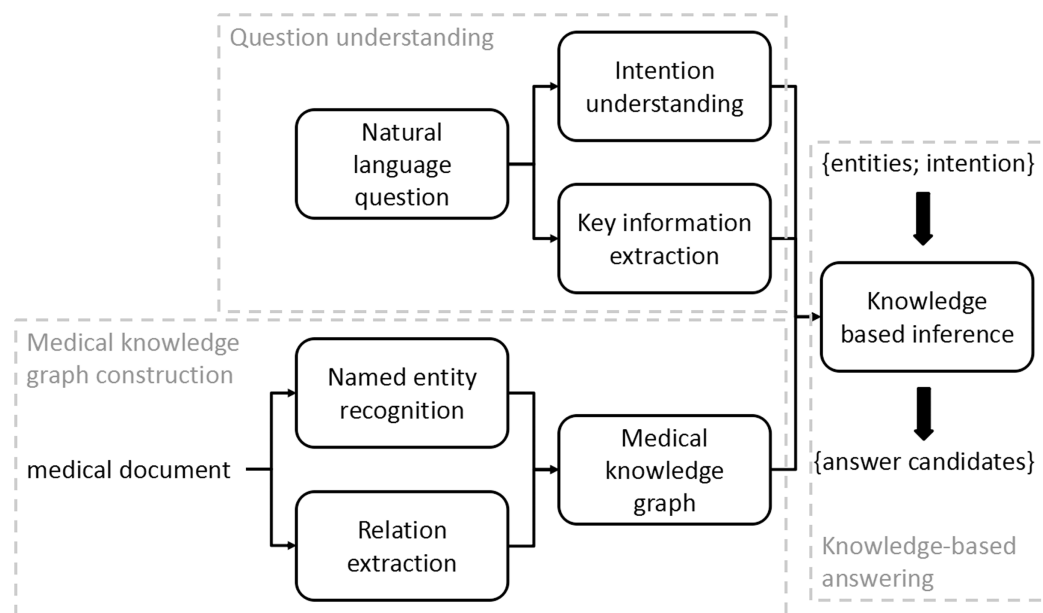 Question understanding
Intention
understanding
Natural
language
question
Key information
extraction
{entities; intention}
Knowledge
based inference
{answer candidates}
Knowledge-based
answering
Medical knowledge
graph construction
Named entity
recognition
medical document
Medical
knowledge
graph
Relation
extraction